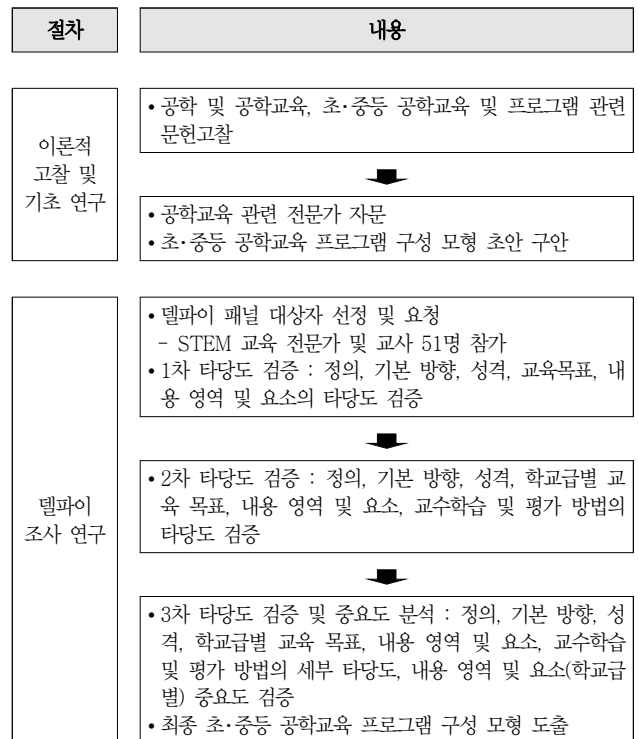 절차
내용
이론적
고찰 및
기초 연구
• 공학 및 공학교육, 초·중등 공학교육 및 프로그램 관련
문헌고찰
• 공학교육 관련 전문가 자문
• 초·중등 공학교육 프로그램 구성 모형 초안 구안
델파이
조사 연구
• 델파이 패널 대상자 선정 및 요청
- STEM 교육 전문가 및 교사 51명 참가
• 1차 타당도 검증 : 정의, 기본 방향, 성격, 교육목표, 내
용 영역 및 요소의 타당도 검증
• 2차 타당도 검증 : 정의, 기본 방향, 성격, 학교급별 교
육 목표, 내용 영역 및 요소, 교수학습 및 평가 방법의
타당도 검증
• 3차 타당도 검증 및 중요도 분석 : 정의, 기본 방향, 성
격, 학교급별 교육 목표, 내용 영역 및 요소, 교수학습
및 평가 방법의 세부 타당도, 내용 영역 및 요소(학교급
별) 중요도 검증
• 최종 초·중등 공학교육 프로그램 구성 모형 도출